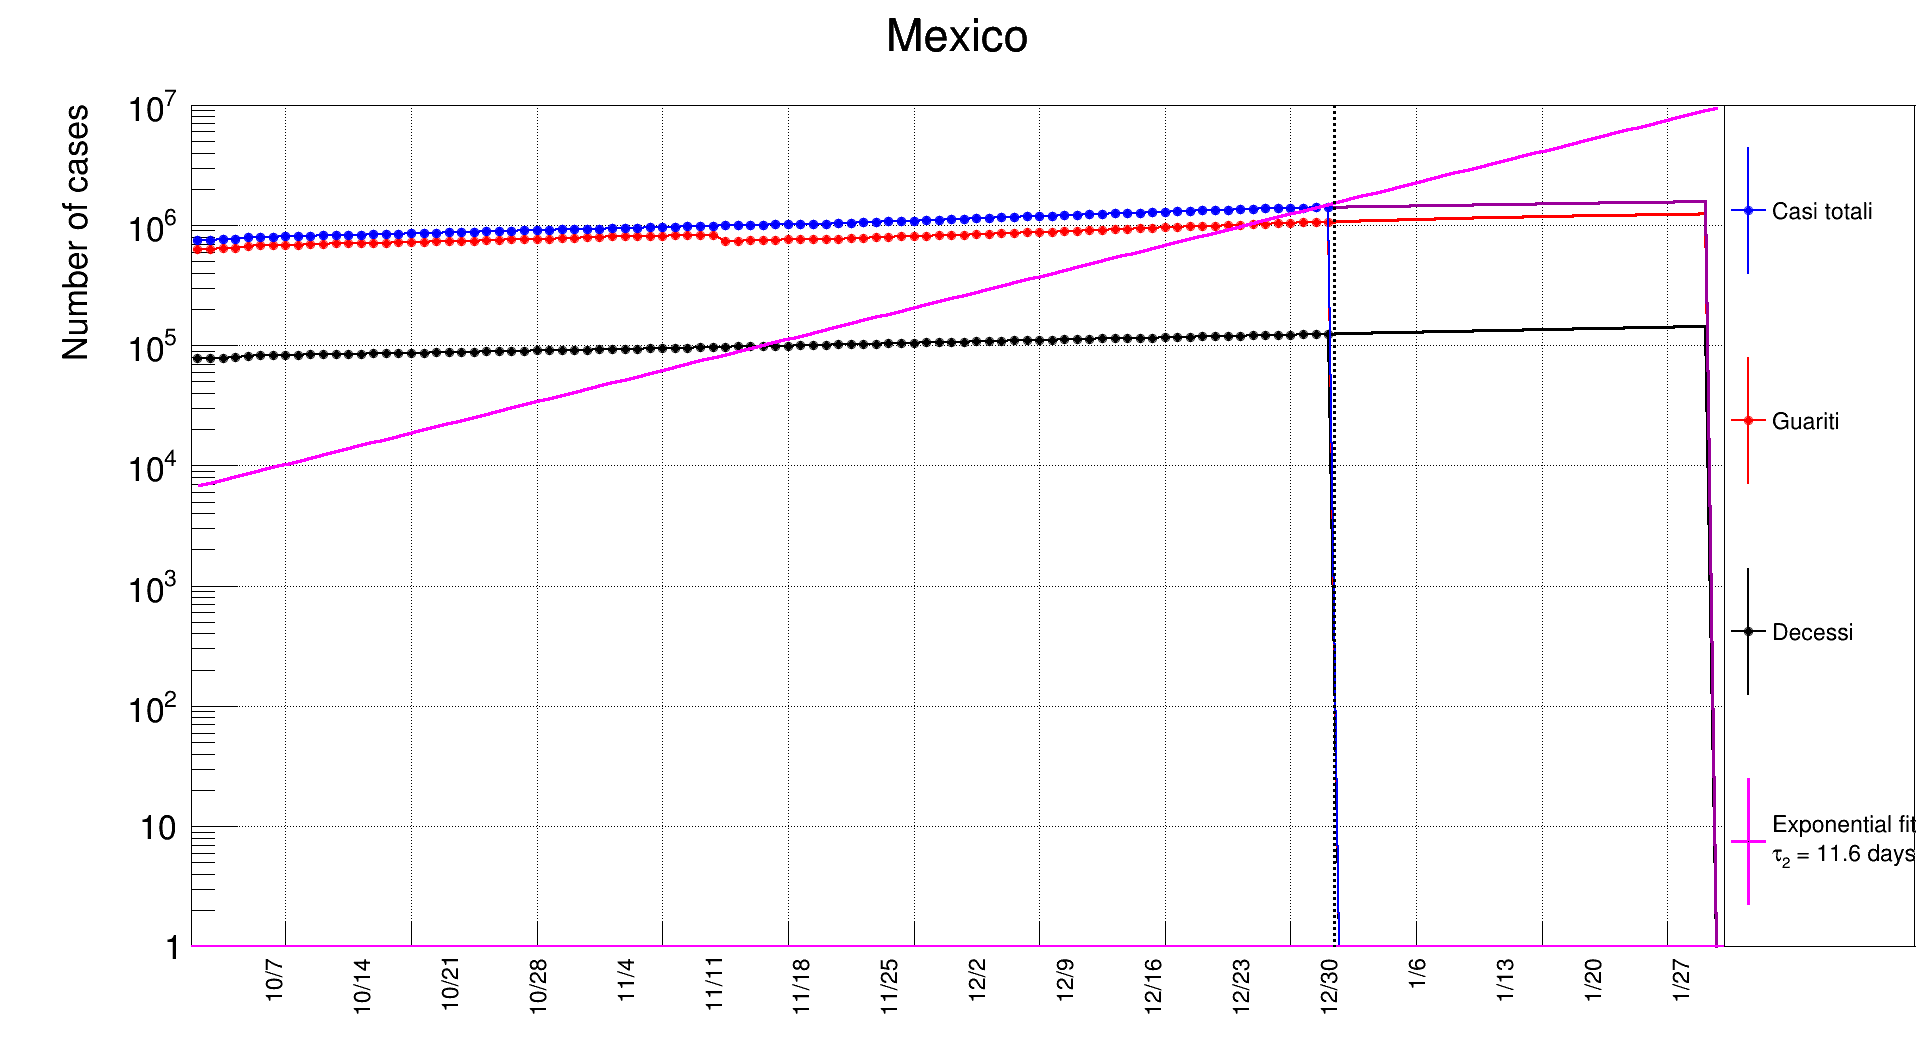 Mexico
Number of cases
10^7
10^6
10^5
10^4
10^3
10^2
10
1
10/7 10/14 10/21 10/28 11/4 11/11 11/18 11/25 12/2 12/9 12/16 12/23 12/30 1/6 1/13 1/20 1/27
Casi totali
Guariti
Decessi
Exponential fit
τ_2 = 11.6 days